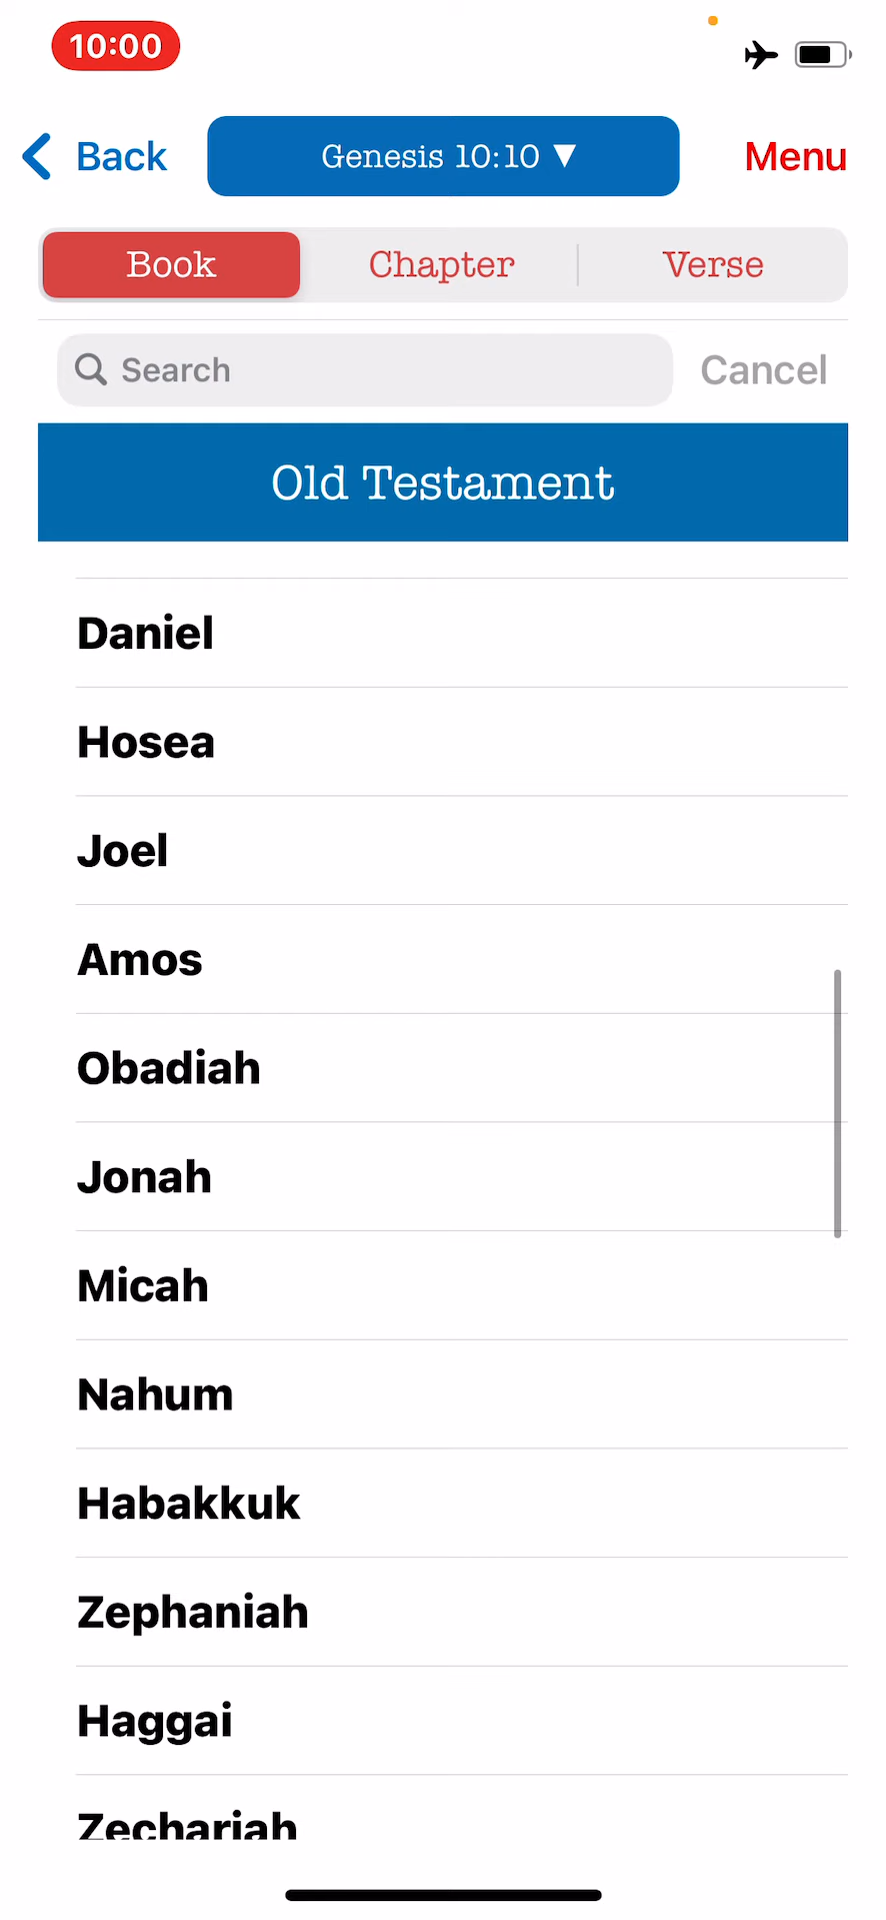 10:00
Back
Genesis 10:10 ▼
Menu
Book
Chapter
Verse
Search
Cancel
Old Testament
Daniel
Hosea
Joel
Amos
Obadiah
Jonah
Micah
Nahum
Habakkuk
Zephaniah
Haggai
Zechariah